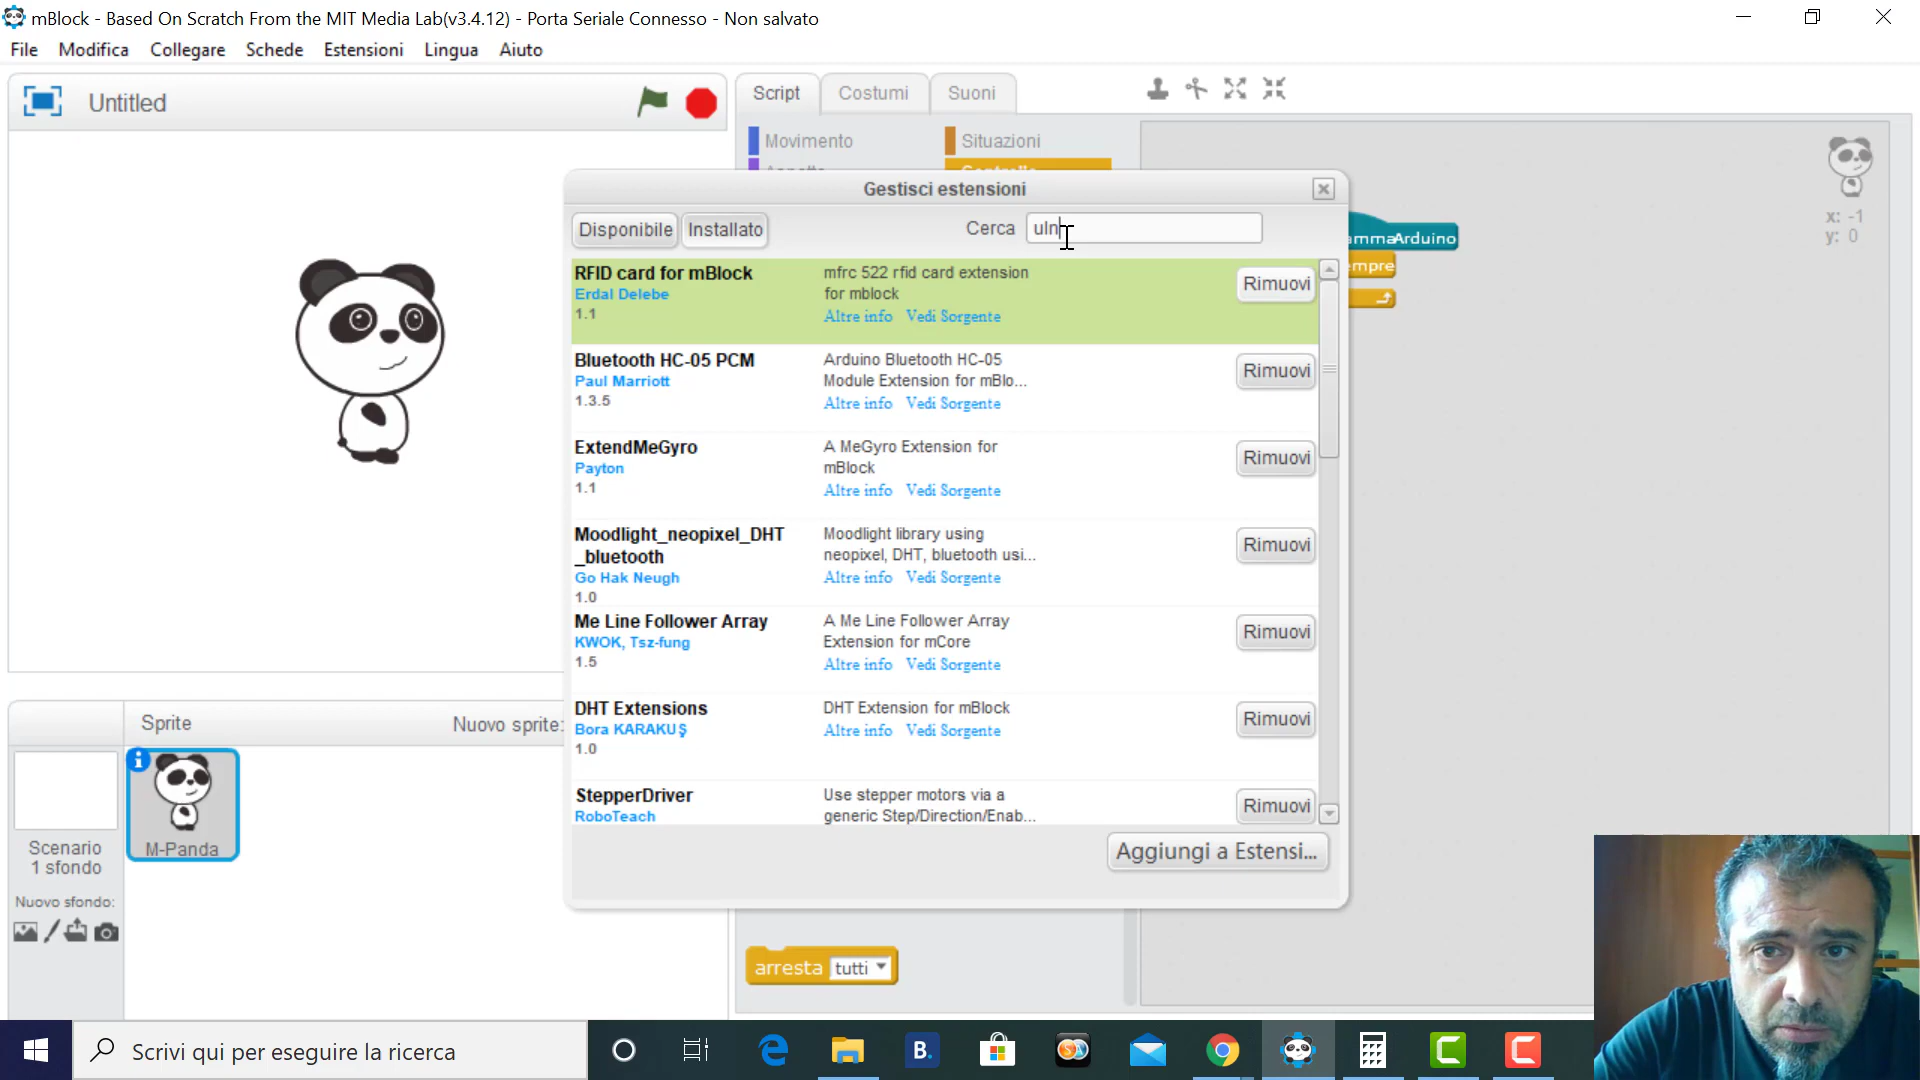 mBlock - Based On Scratch From the MIT Media Lab(v3.4.12) - Porta Seriale Connesso - Non salvato
File Modifica Collegare Schede Estensioni Lingua Aiuto
Untitled
Script Costumi Suoni
Movimento Situazioni
x: -1
y: 0
Gestisci estensioni
Disponibile Installato Cerca uln
mmaArduino
empre
RFID card for mBlock
Erdal Delebe
1.1
mfrc 522 rfid card extension
for mblock
Altre info Vedi Sorgente
Rimuovi
Bluetooth HC-05 PCM
Paul Marriott
1.3.5
Arduino Bluetooth HC-05
Module Extension for mBlo...
Altre info Vedi Sorgente
Rimuovi
ExtendMeGyro
Payton
1.1
A MeGyro Extension for
mBlock
Altre info Vedi Sorgente
Rimuovi
Moodlight_neopixel_DHT
_bluetooth
Go Hak Neugh
1.0
Moodlight library using
neopixel, DHT, bluetooth usi...
Altre info Vedi Sorgente
Rimuovi
Me Line Follower Array
KWOK, Tsz-fung
1.5
A Me Line Follower Array
Extension for mCore
Altre info Vedi Sorgente
Rimuovi
DHT Extensions
Bora KARAKUŞ
1.0
DHT Extension for mBlock
Altre info Vedi Sorgente
Rimuovi
StepperDriver
RoboTeach
Use stepper motors via a
generic Step/Direction/Enab...
Rimuovi
Aggiungi a Estensi...
Sprite Nuovo sprite:
M-Panda
Scenario
1 sfondo
Nuovo sfondo:
arresta tutti
Scrivi qui per eseguire la ricerca
B.